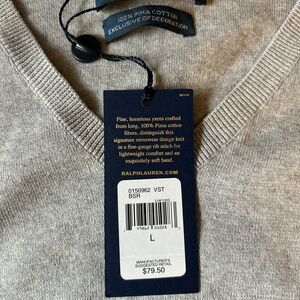 100% PIMA COTTON
EXCLUSIVE OF DECORATION
Fine, luxurious yarns crafted
from long, 100% Pima cotton
fibers, distinguish this
signature menswear design knit
in a fine-gauge rib stitch for
lightweight comfort and an
exquisitely soft hand.
RALPHLAUREN.COM
0150962 VST
BSR
L
MANUFACTURER'S
SUGGESTED RETAIL
$79.50